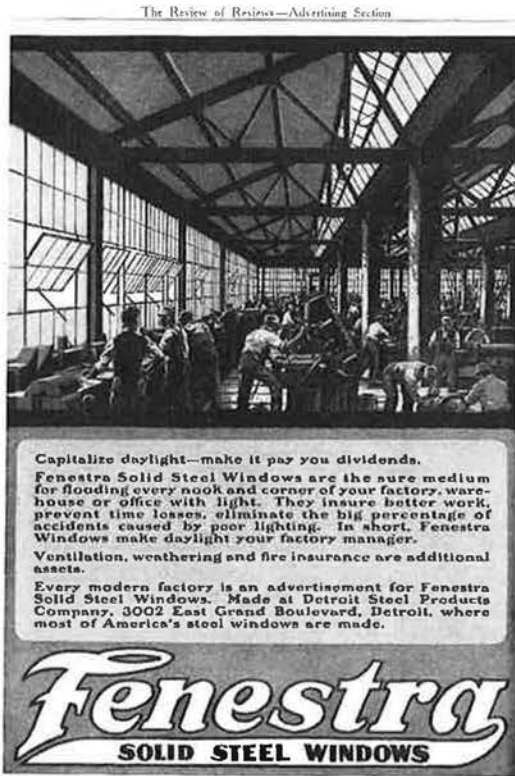 The Review of Reviews—Advertising Section
Capitalize daylight—make it pay you dividends.
Fenestra Solid Steel Windows are the sure medium
for flooding every nook and corner of your factory, ware-
house or office with light. They insure better work,
prevent time losses, eliminate the big percentage of
accidents caused by poor lighting. In short, Fenestra
Windows make daylight your factory manager.
Ventilation, weathering and fire insurance are additional
assets.
Every modern factory is an advertisement for Fenestra
Solid Steel Windows. Made at Detroit Steel Products
Company, 3002 East Grand Boulevard, Detroit, where
most of America's steel windows are made.
Fenestra
SOLID STEEL WINDOWS